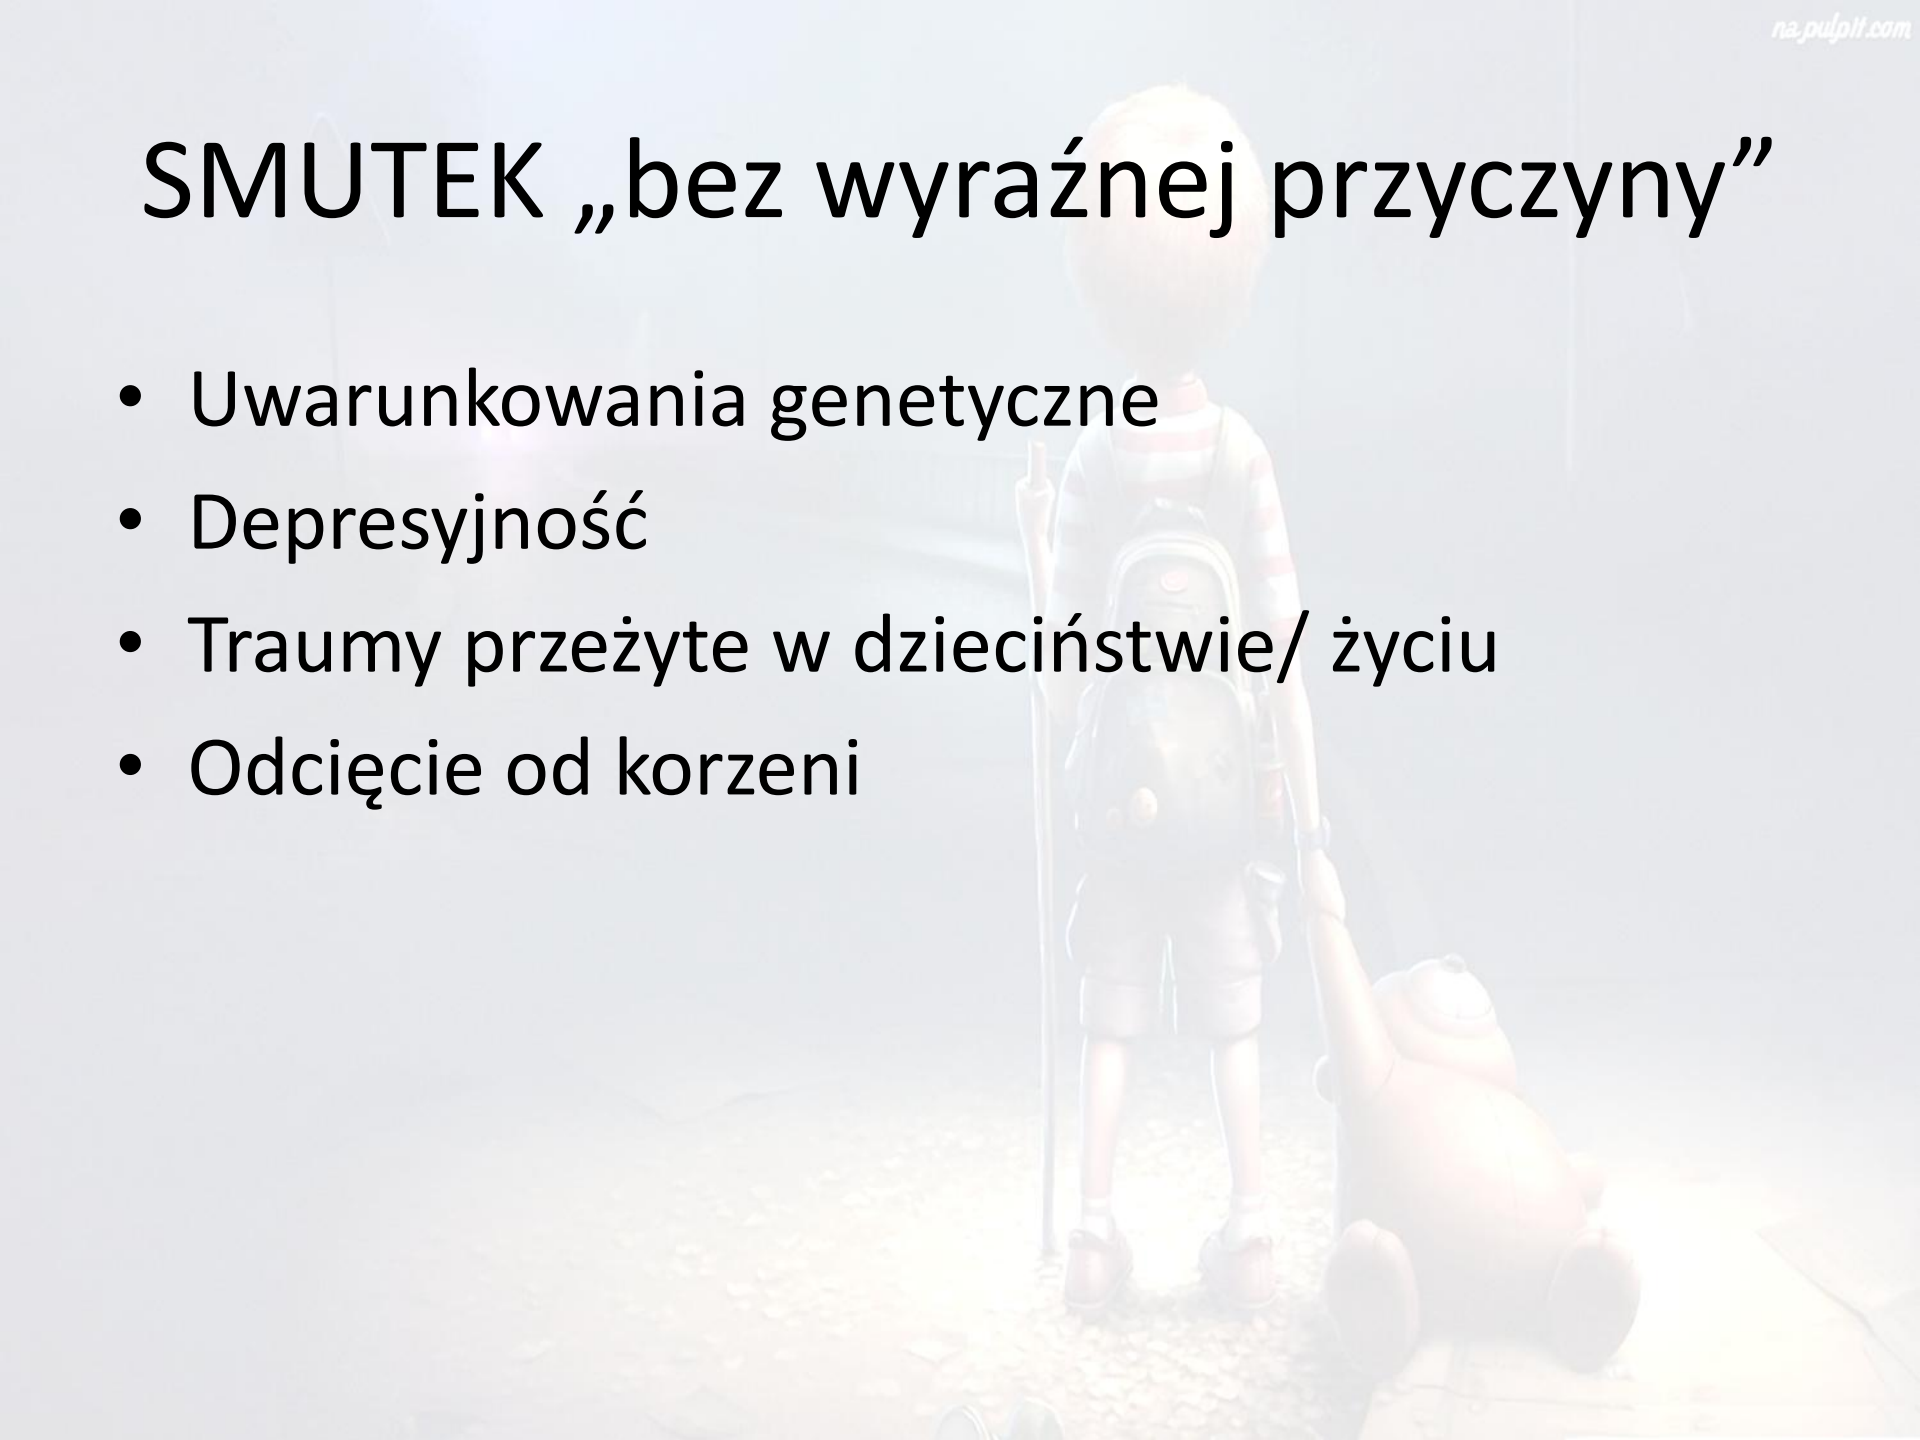 na.pulpit.com
SMUTEK „bez wyraźnej przyczyny”
• Uwarunkowania genetyczne
• Depresyjność
• Traumy przeżyte w dzieciństwie/ życiu
• Odcięcie od korzeni